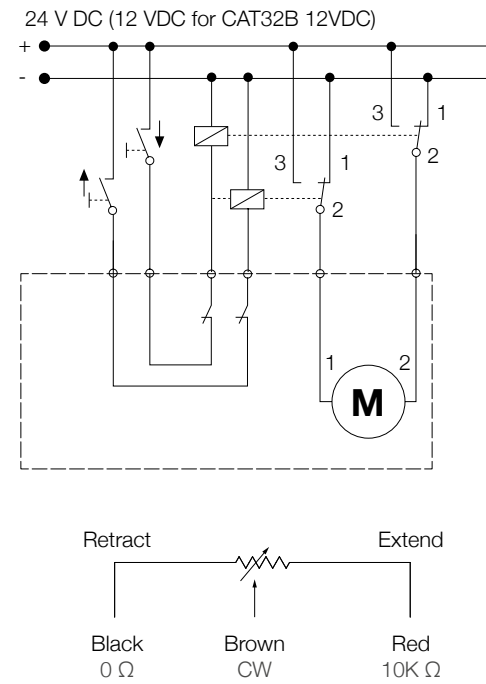 24 V DC (12 VDC for CAT32B 12VDC)
+
-
3 1
2
3 1
2
1 2
M
Retract Extend
Black Brown Red
0 Ω CW 10K Ω